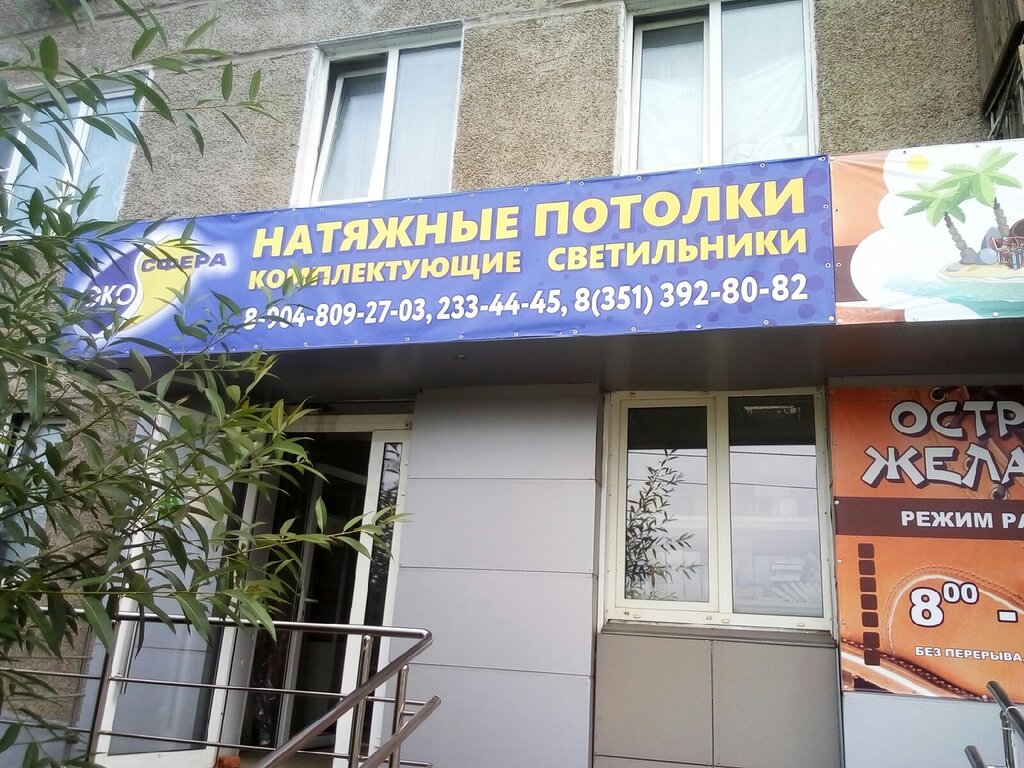 ЭКО СФЕРА
НАТЯЖНЫЕ ПОТОЛКИ
КОМПЛЕКТУЮЩИЕ СВЕТИЛЬНИКИ
8-904-809-27-03, 233-44-45, 8(351) 392-80-82
ОСТР
ЖЕЛА
РЕЖИМ РА
8⁰⁰ -
БЕЗ ПЕРЕРЫВА